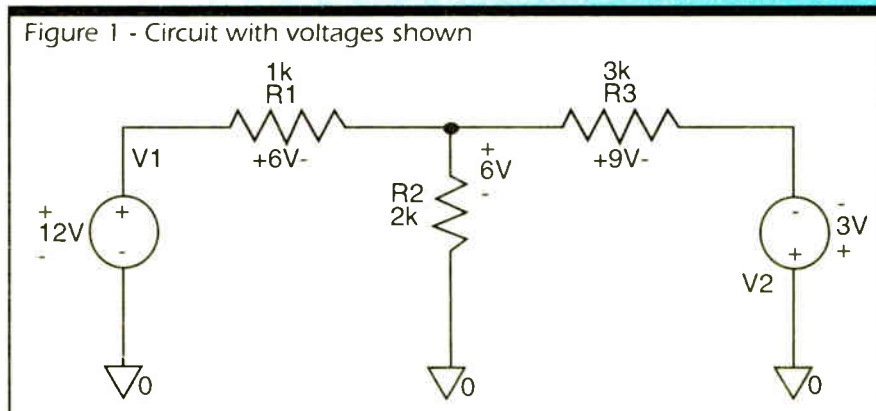 Figure 1 - Circuit with voltages shown
1k
R1
+6V-
3k
R3
+9V-
V1
+
12V
-
+
-
R2
2k
+
6V
-
-
+
-
3V
+
V2
0
0
0